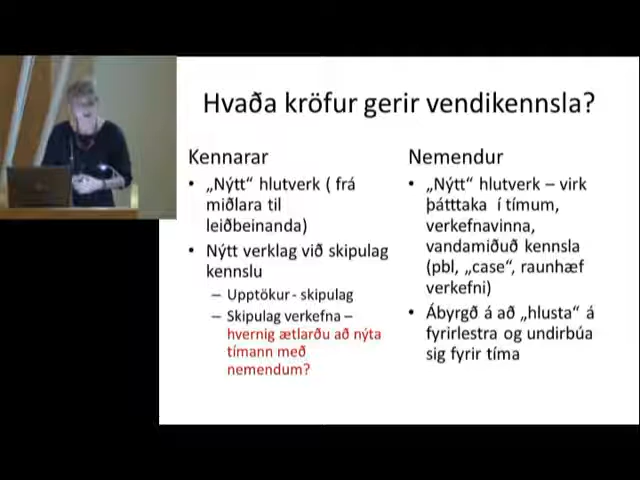 Hvaða kröfur gerir vendikennsla?
Kennarar
• „Nýtt“ hlutverk ( frá
miðlara til
leiðbeinanda)
• Nýtt verklag við skipulag
kennslu
– Upptökur - skipulag
– Skipulag verkefna –
hvernig ætlarðu að nýta
tímann með
nemendum?
Nemendur
• „Nýtt“ hlutverk – virk
þátttaka í tímum,
verkefnavinna,
vandamiðuð kennsla
(pbl, „case“, raunhæf
verkefni)
• Ábyrgð á að „hlusta“ á
fyrirlestra og undirbúa
sig fyrir tíma